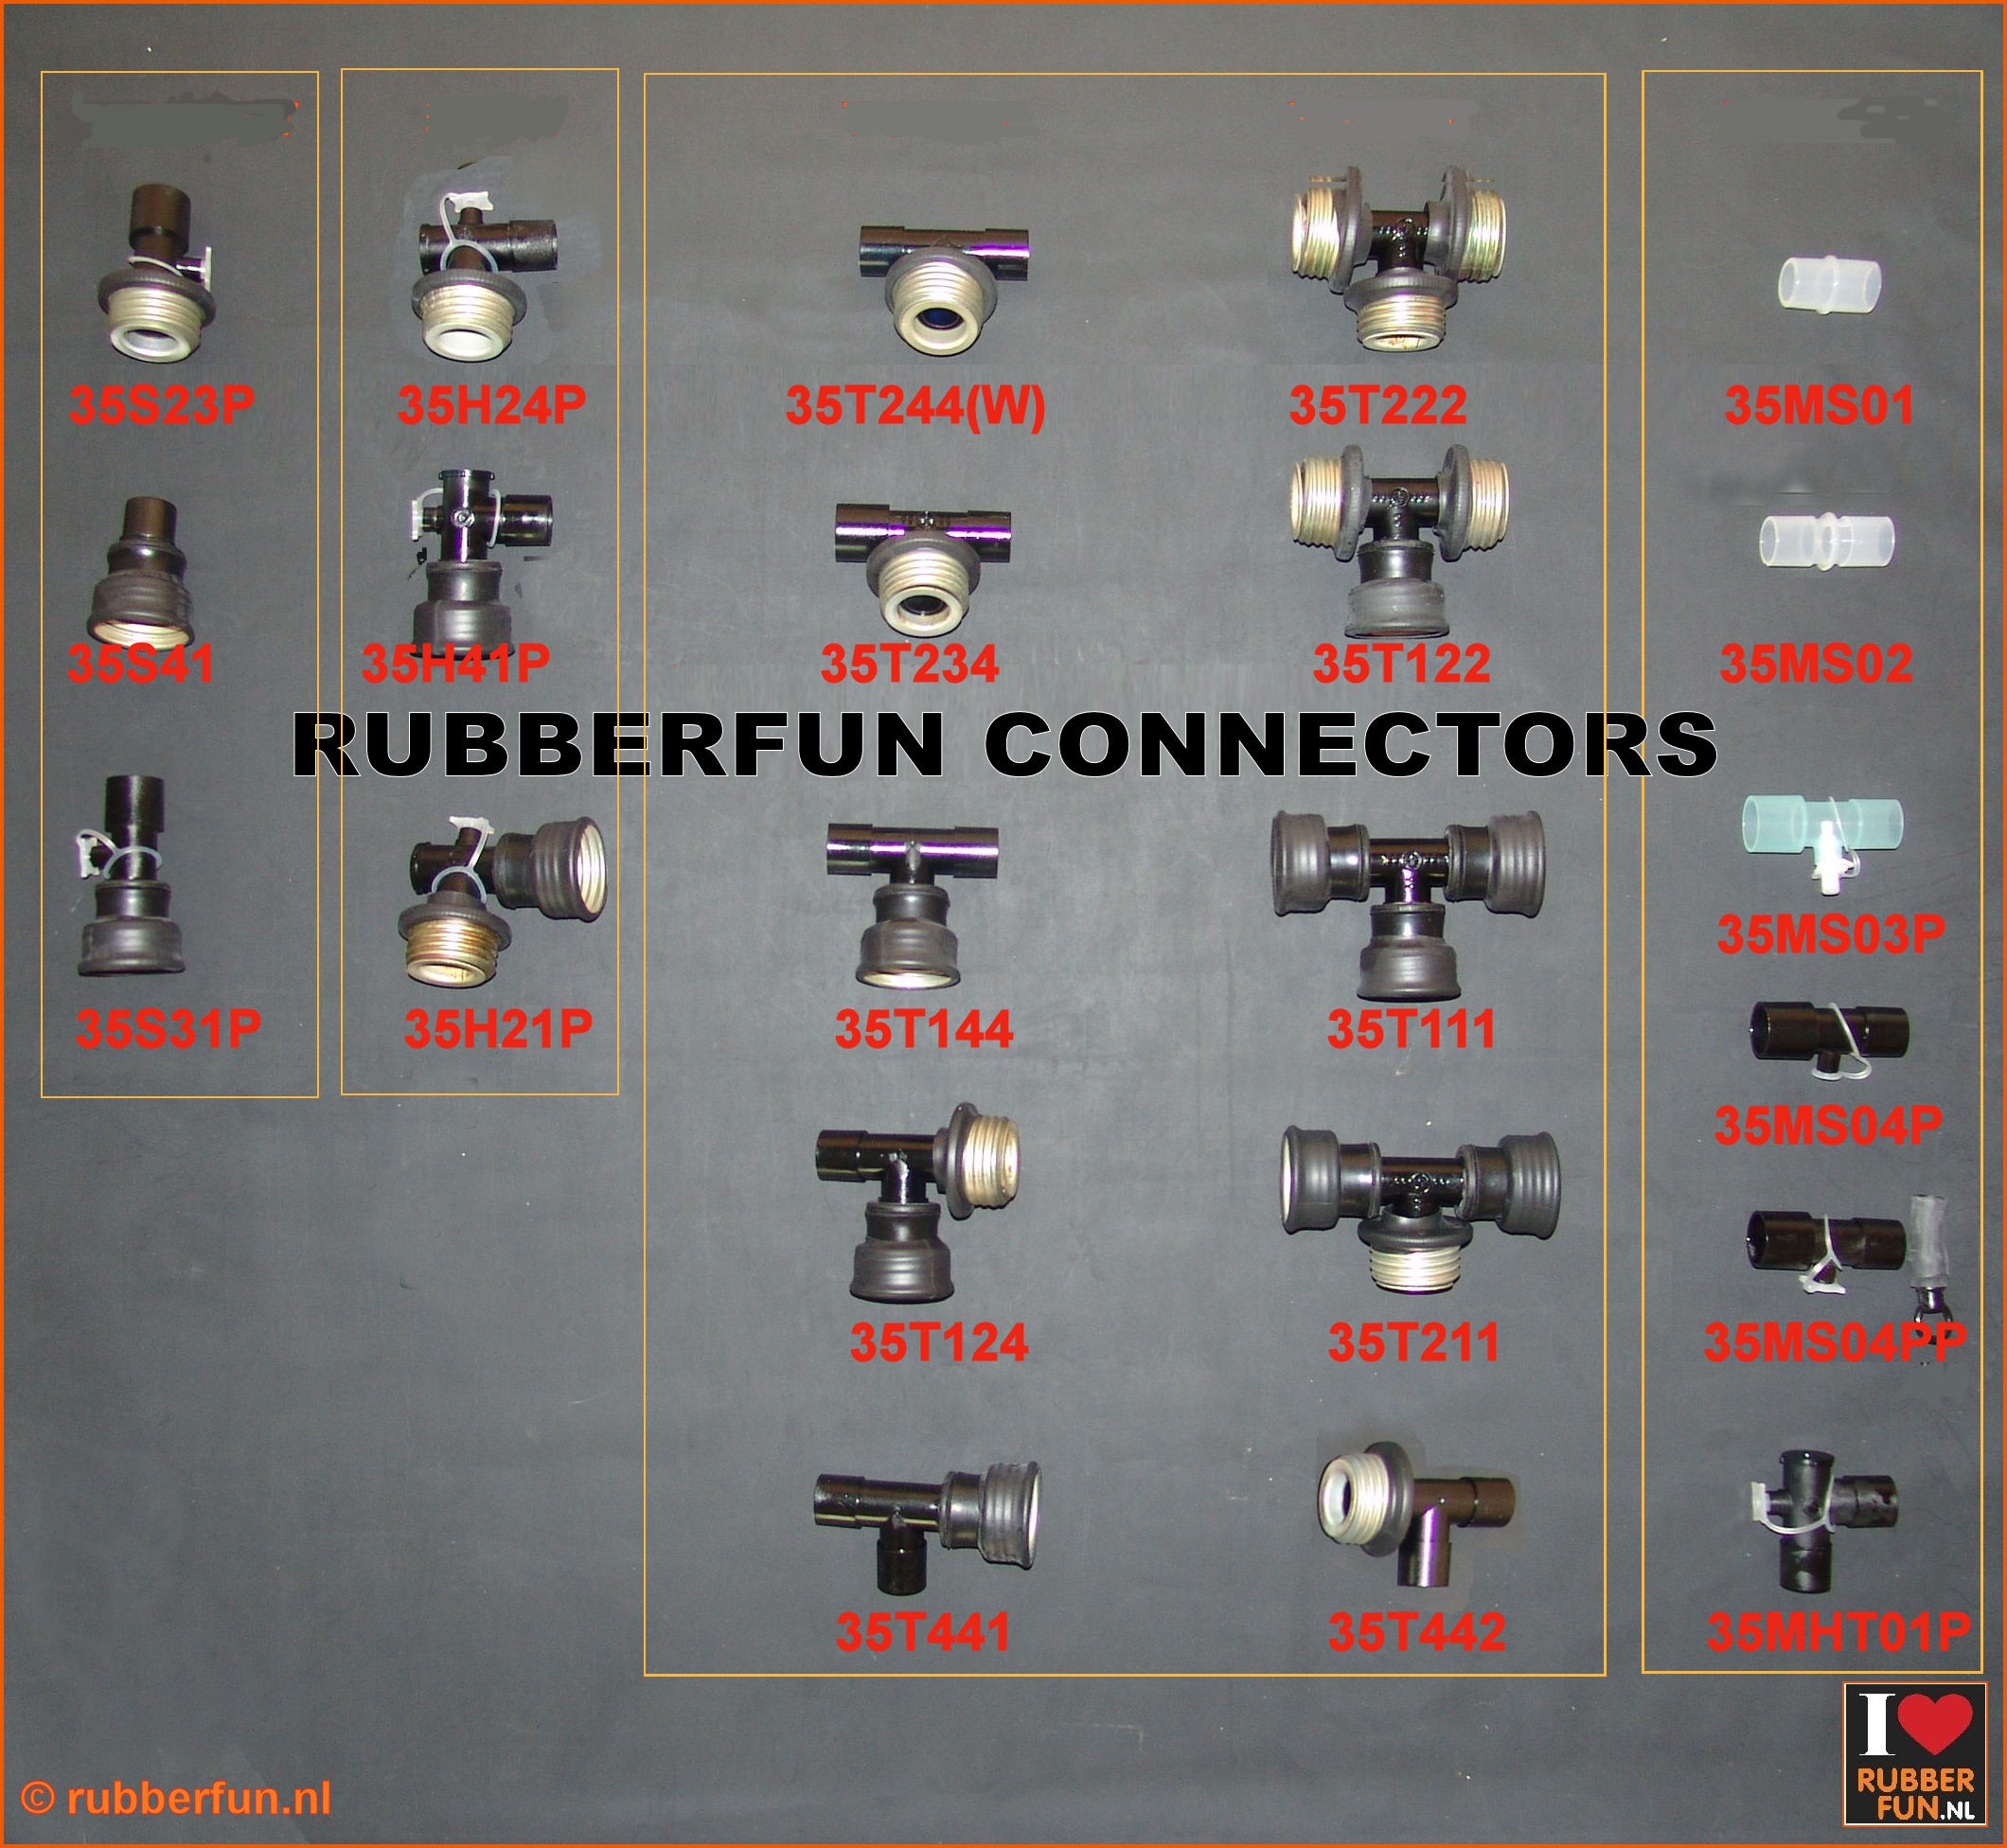 35S23P
35H24P
35T244(W)
35T222
35MS01
35S41
35H41P
35T234
35T122
35MS02
RUBBERFUN CONNECTORS
35MS03P
35S31P
35H21P
35T144
35T111
35MS04P
35T124
35T211
35MS04PP
35T441
35T442
35MHT01P
I
RUBBER
FUN.NL
© rubberfun.nl